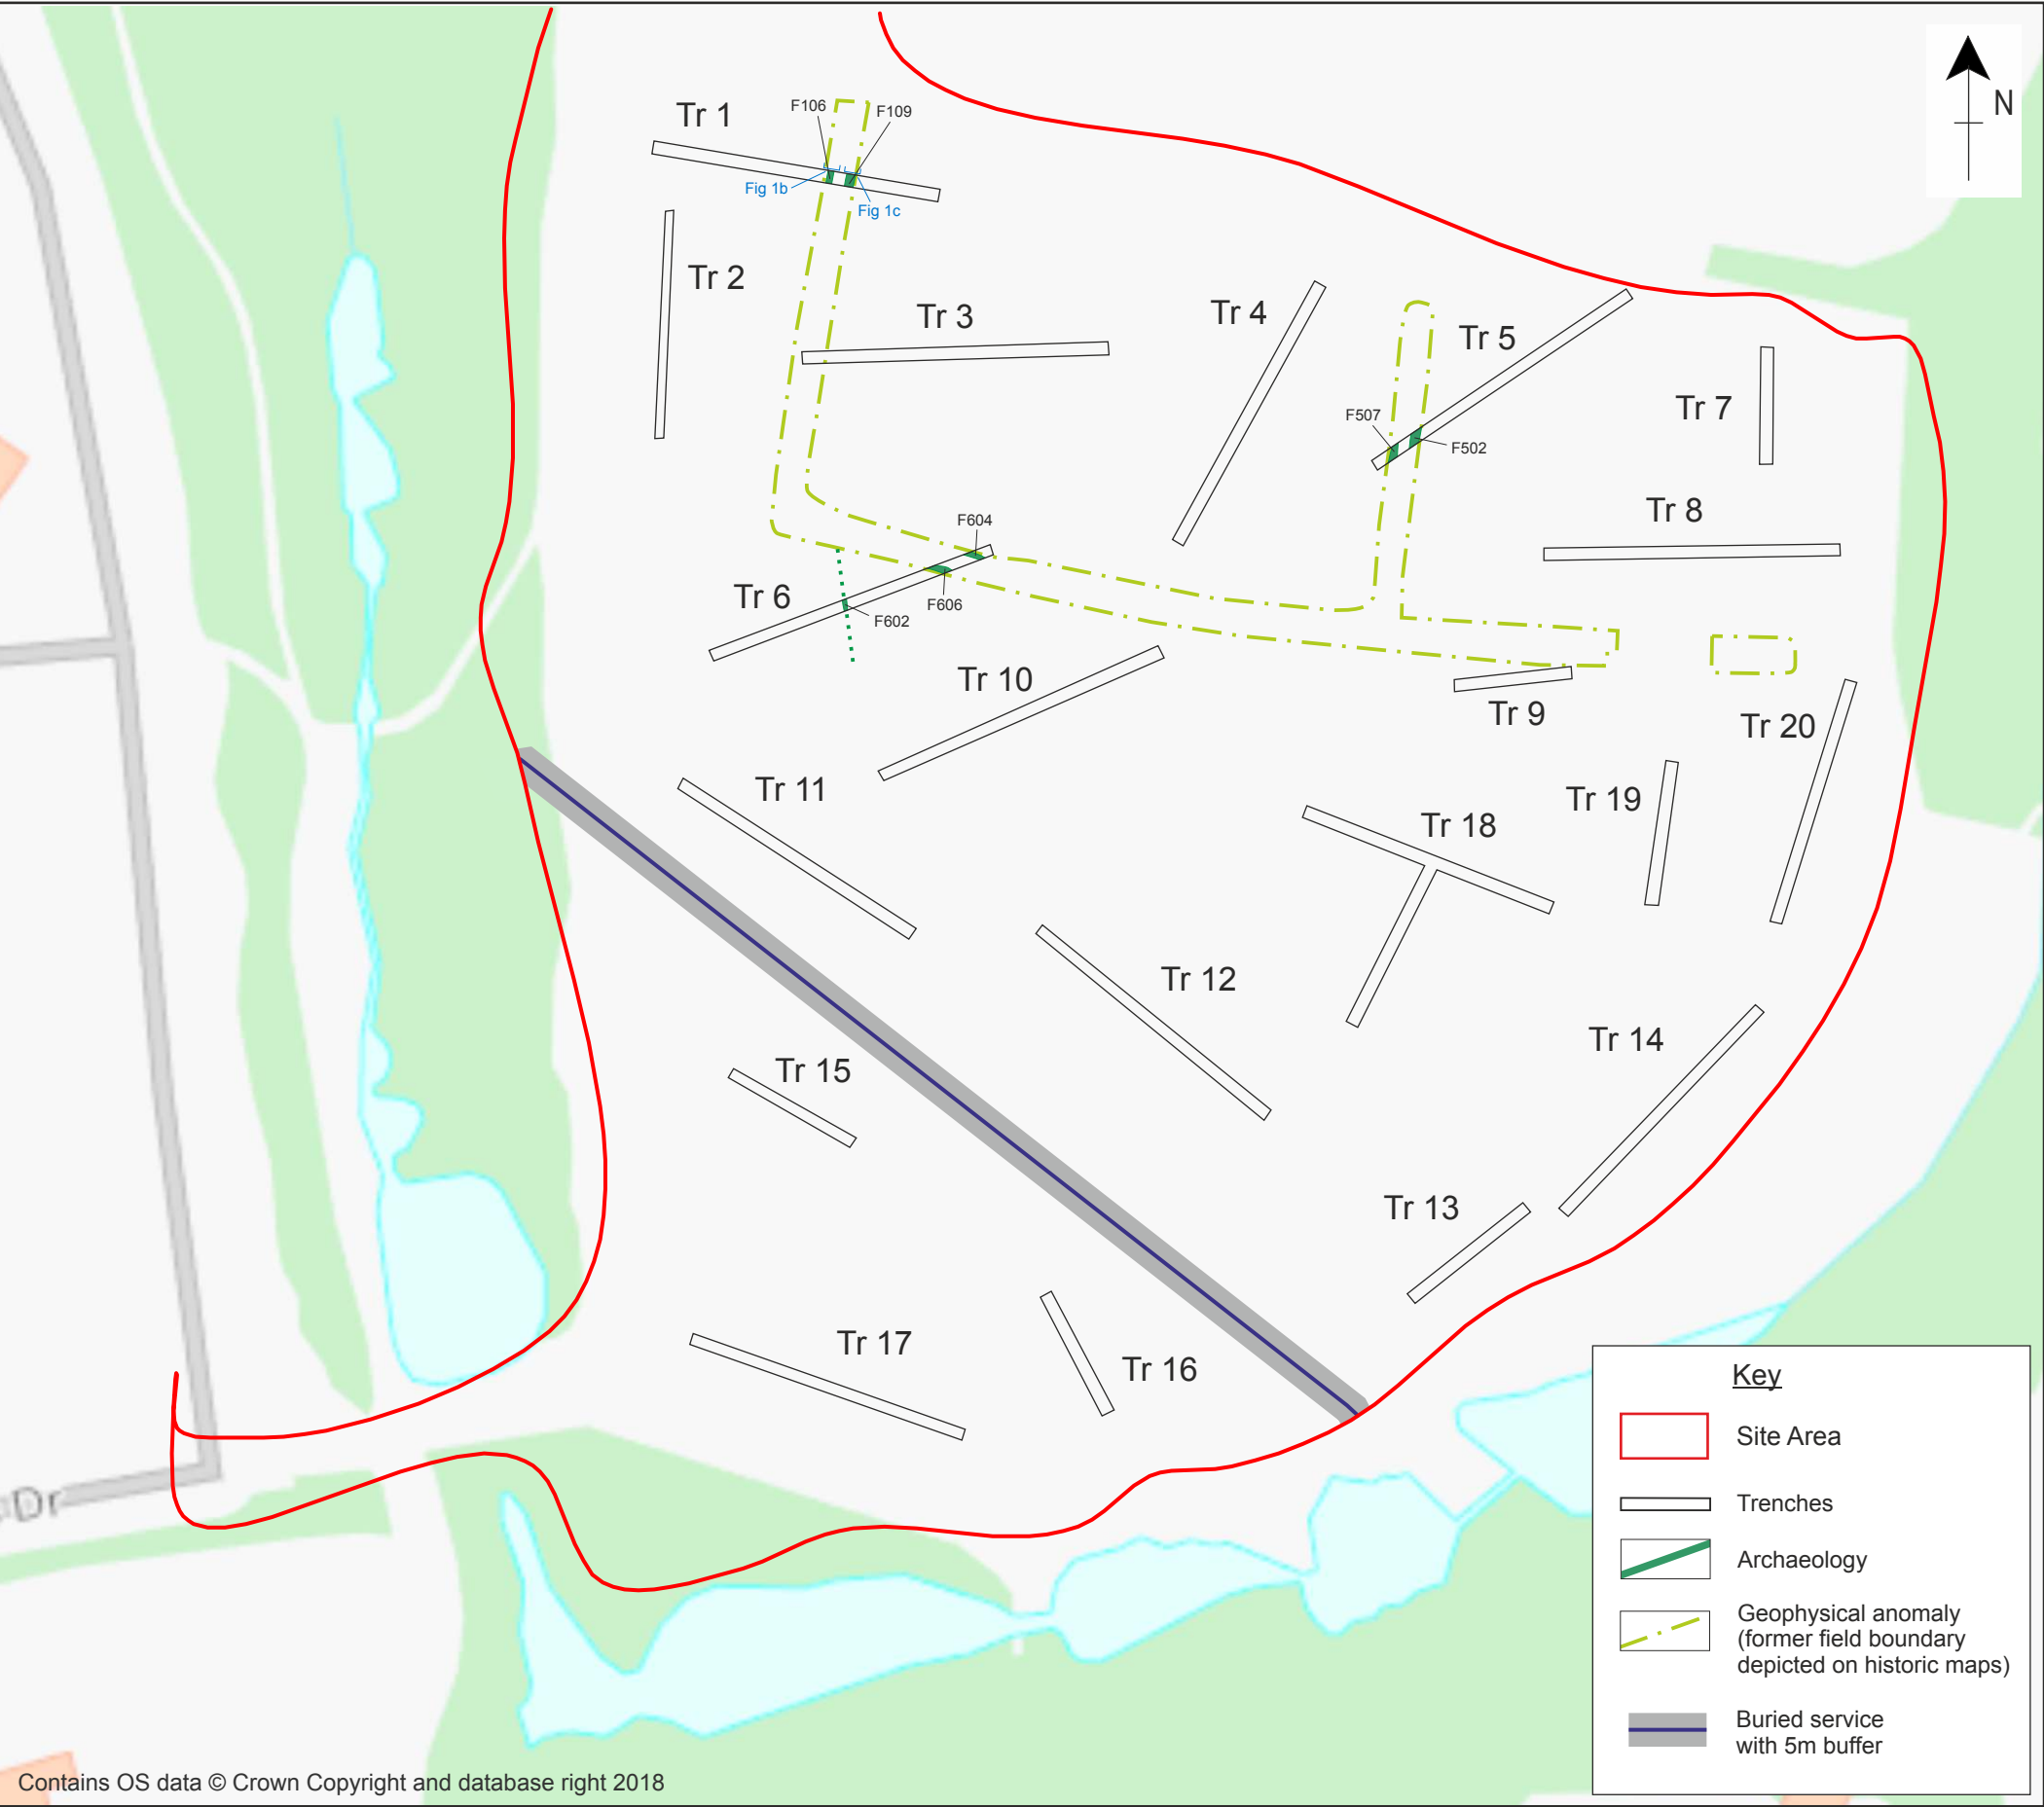 N
Tr 1
F106
F109
Fig 1b
Fig 1c
Tr 2
Tr 3
Tr 4
Tr 5
F507
F502
Tr 7
Tr 8
F604
Tr 6
F606
F602
Tr 10
Tr 9
Tr 20
Tr 11
Tr 19
Tr 18
Tr 12
Tr 14
Tr 15
Tr 13
Tr 17
Tr 16
Dr
Key
Site Area
Trenches
Archaeology
Geophysical anomaly
(former field boundary
depicted on historic maps)
Buried service
with 5m buffer
Contains OS data © Crown Copyright and database right 2018